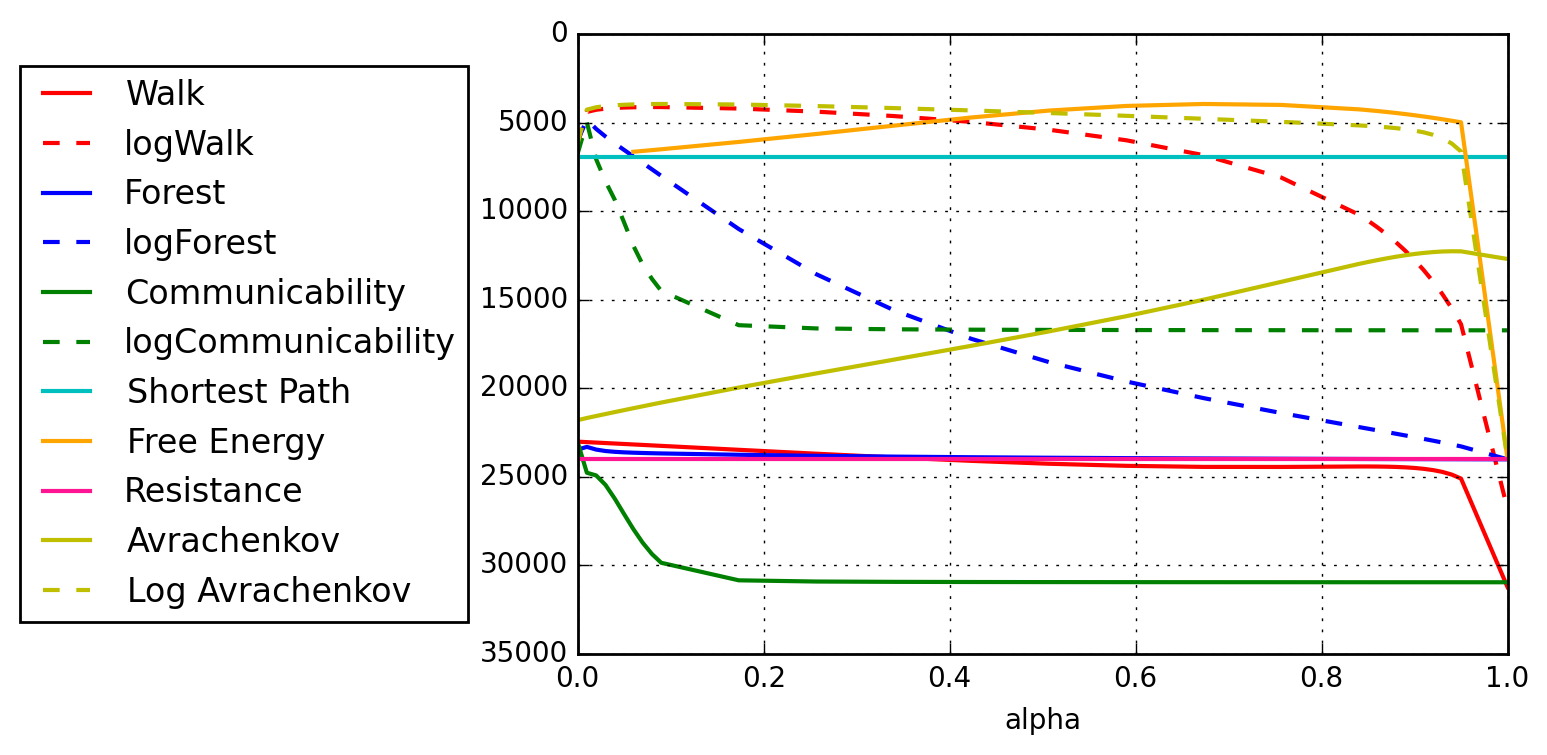 Walk
logWalk
Forest
logForest
Communicability
logCommunicability
Shortest Path
Free Energy
Resistance
Avrachenkov
Log Avrachenkov
0
5000
10000
15000
20000
25000
30000
35000
0.0 0.2 0.4 0.6 0.8 1.0
alpha